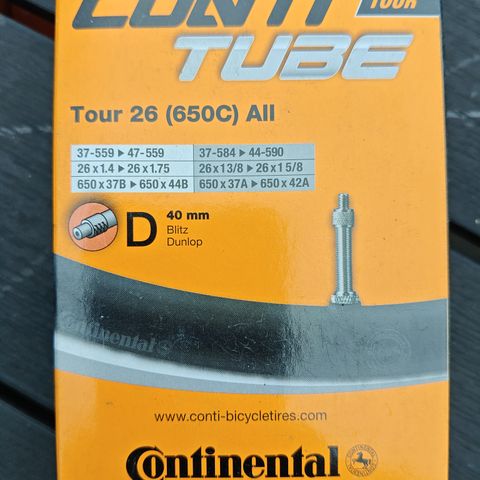 CONTI TOUR
TUBE
Tour 26 (650C) All
37-559 ▸ 47-559 37-584 ▸ 44-590
26 x 1.4 ▸ 26 x 1.75 26 x 1 3/8 ▸ 26 x 1 5/8
650 x 37B ▸ 650 x 44B 650 x 37A ▸ 650 x 42A
D 40 mm
Blitz
Dunlop
Continental
www.conti-bicycletires.com
Continental